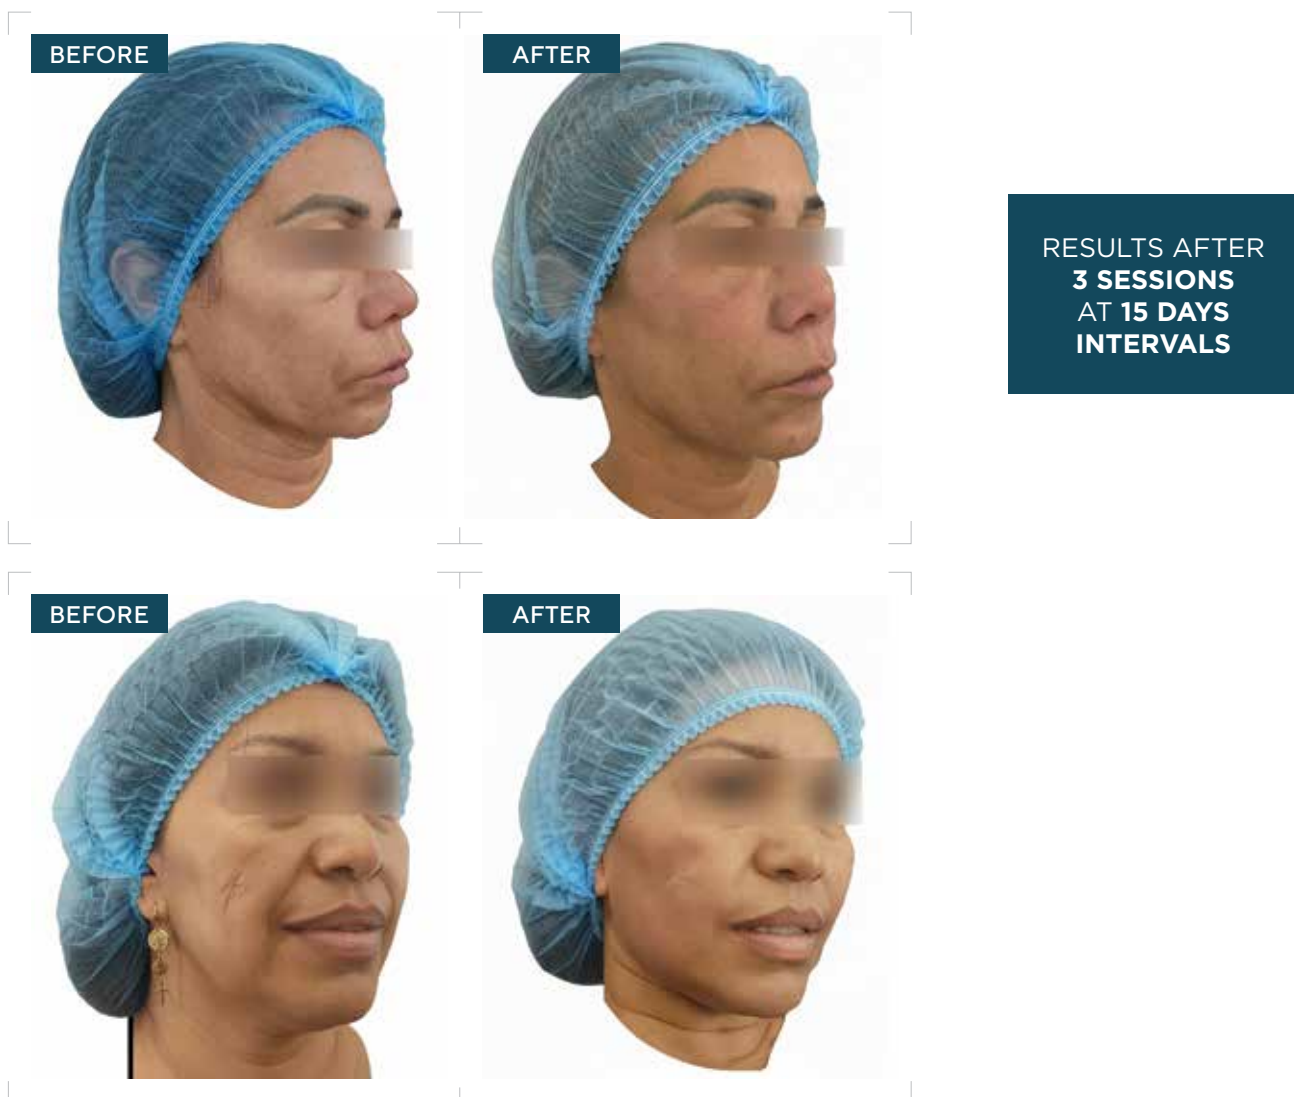 BEFORE
AFTER
RESULTS AFTER
3 SESSIONS
AT 15 DAYS
INTERVALS
BEFORE
AFTER